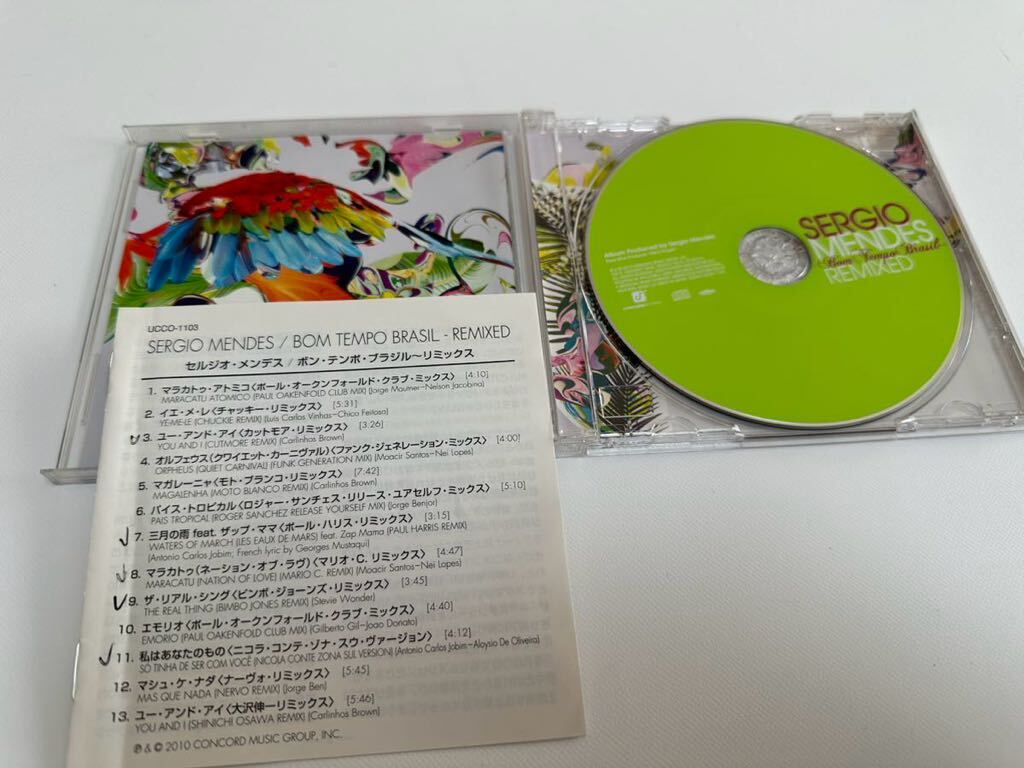 UCCO-1103
SERGIO MENDES / BOM TEMPO BRASIL - REMIXED
セルジオ・メンデス / ボン・テンポ・ブラジル〜リミックス
1. マラカトゥ・アトミコ〈ポール・オークンフォールド・クラブ・ミックス〉 [4:10]
MARACATU ATOMICO (PAUL OAKENFOLD CLUB MIX) (Jorge Mautner–Nelson Jacobina)
2. イエ・メ・レ〈チャッキー・リミックス〉 [5:31]
YE-ME-LE (CHUCKIE REMIX) (Luis Carlos Vinhas–Chico Feitosa)
3. ユー・アンド・アイ〈カットモア・リミックス〉 [3:26]
YOU AND I (CUTMORE REMIX) (Carlinhos Brown)
4. オルフェウス(クワイエット・カーニヴァル)〈ファンク・ジェネレーション・ミックス〉 [4:00]
ORPHEUS (QUIET CARNIVAL) (FUNK GENERATION MIX) (Moacir Santos–Nei Lopes)
5. マガレーニャ〈モト・ブランコ・リミックス〉 [7:42]
MAGALENHA (MOTO BLANCO REMIX) (Carlinhos Brown)
6. パイス・トロピカル〈ロジャー・サンチェス・リリース・ユアセルフ・ミックス〉 [5:10]
PAIS TROPICAL (ROGER SANCHEZ RELEASE YOURSELF MIX) (Jorge Benjor)
7. 三月の雨 feat. ザップ・ママ〈ポール・ハリス・リミックス〉 [3:15]
WATERS OF MARCH (LES EAUX DE MARS) feat. Zap Mama (PAUL HARRIS REMIX)
(Antonio Carlos Jobim; French lyric by Georges Mustaqui)
8. マラカトゥ(ネーション・オブ・ラヴ)〈マリオ・C. リミックス〉 [4:47]
MARACATU (NATION OF LOVE) (MARIO C. REMIX) (Moacir Santos–Nei Lopes)
9. ザ・リアル・シング〈ビンボ・ジョーンズ・リミックス〉 [3:45]
THE REAL THING (BIMBO JONES REMIX) (Stevie Wonder)
10. エモリオ〈ポール・オークンフォールド・クラブ・ミックス〉 [4:40]
EMORIO (PAUL OAKENFOLD CLUB MIX) (Gilberto Gil–Joao Donato)
11. 私はあなたのもの〈ニコラ・コンテ・ゾナ・スウ・ヴァージョン〉 [4:12]
SÓ TINHA DE SER COM VOCÊ (NICOLA CONTE ZONA SUL VERSION) (Antonio Carlos Jobim–Aloysio De Oliveira)
12. マシュ・ケ・ナダ〈ナーヴォ・リミックス〉 [5:45]
MAS QUE NADA (NERVO REMIX) (Jorge Ben)
13. ユー・アンド・アイ〈大沢伸一リミックス〉 [5:46]
YOU AND I (SHINICHI OSAWA REMIX) (Carlinhos Brown)
℗ & © 2010 CONCORD MUSIC GROUP, INC.
SERGIO
MENDES
Bom Tempo Brasil
REMIXED
Album Produced by Sergio Mendes